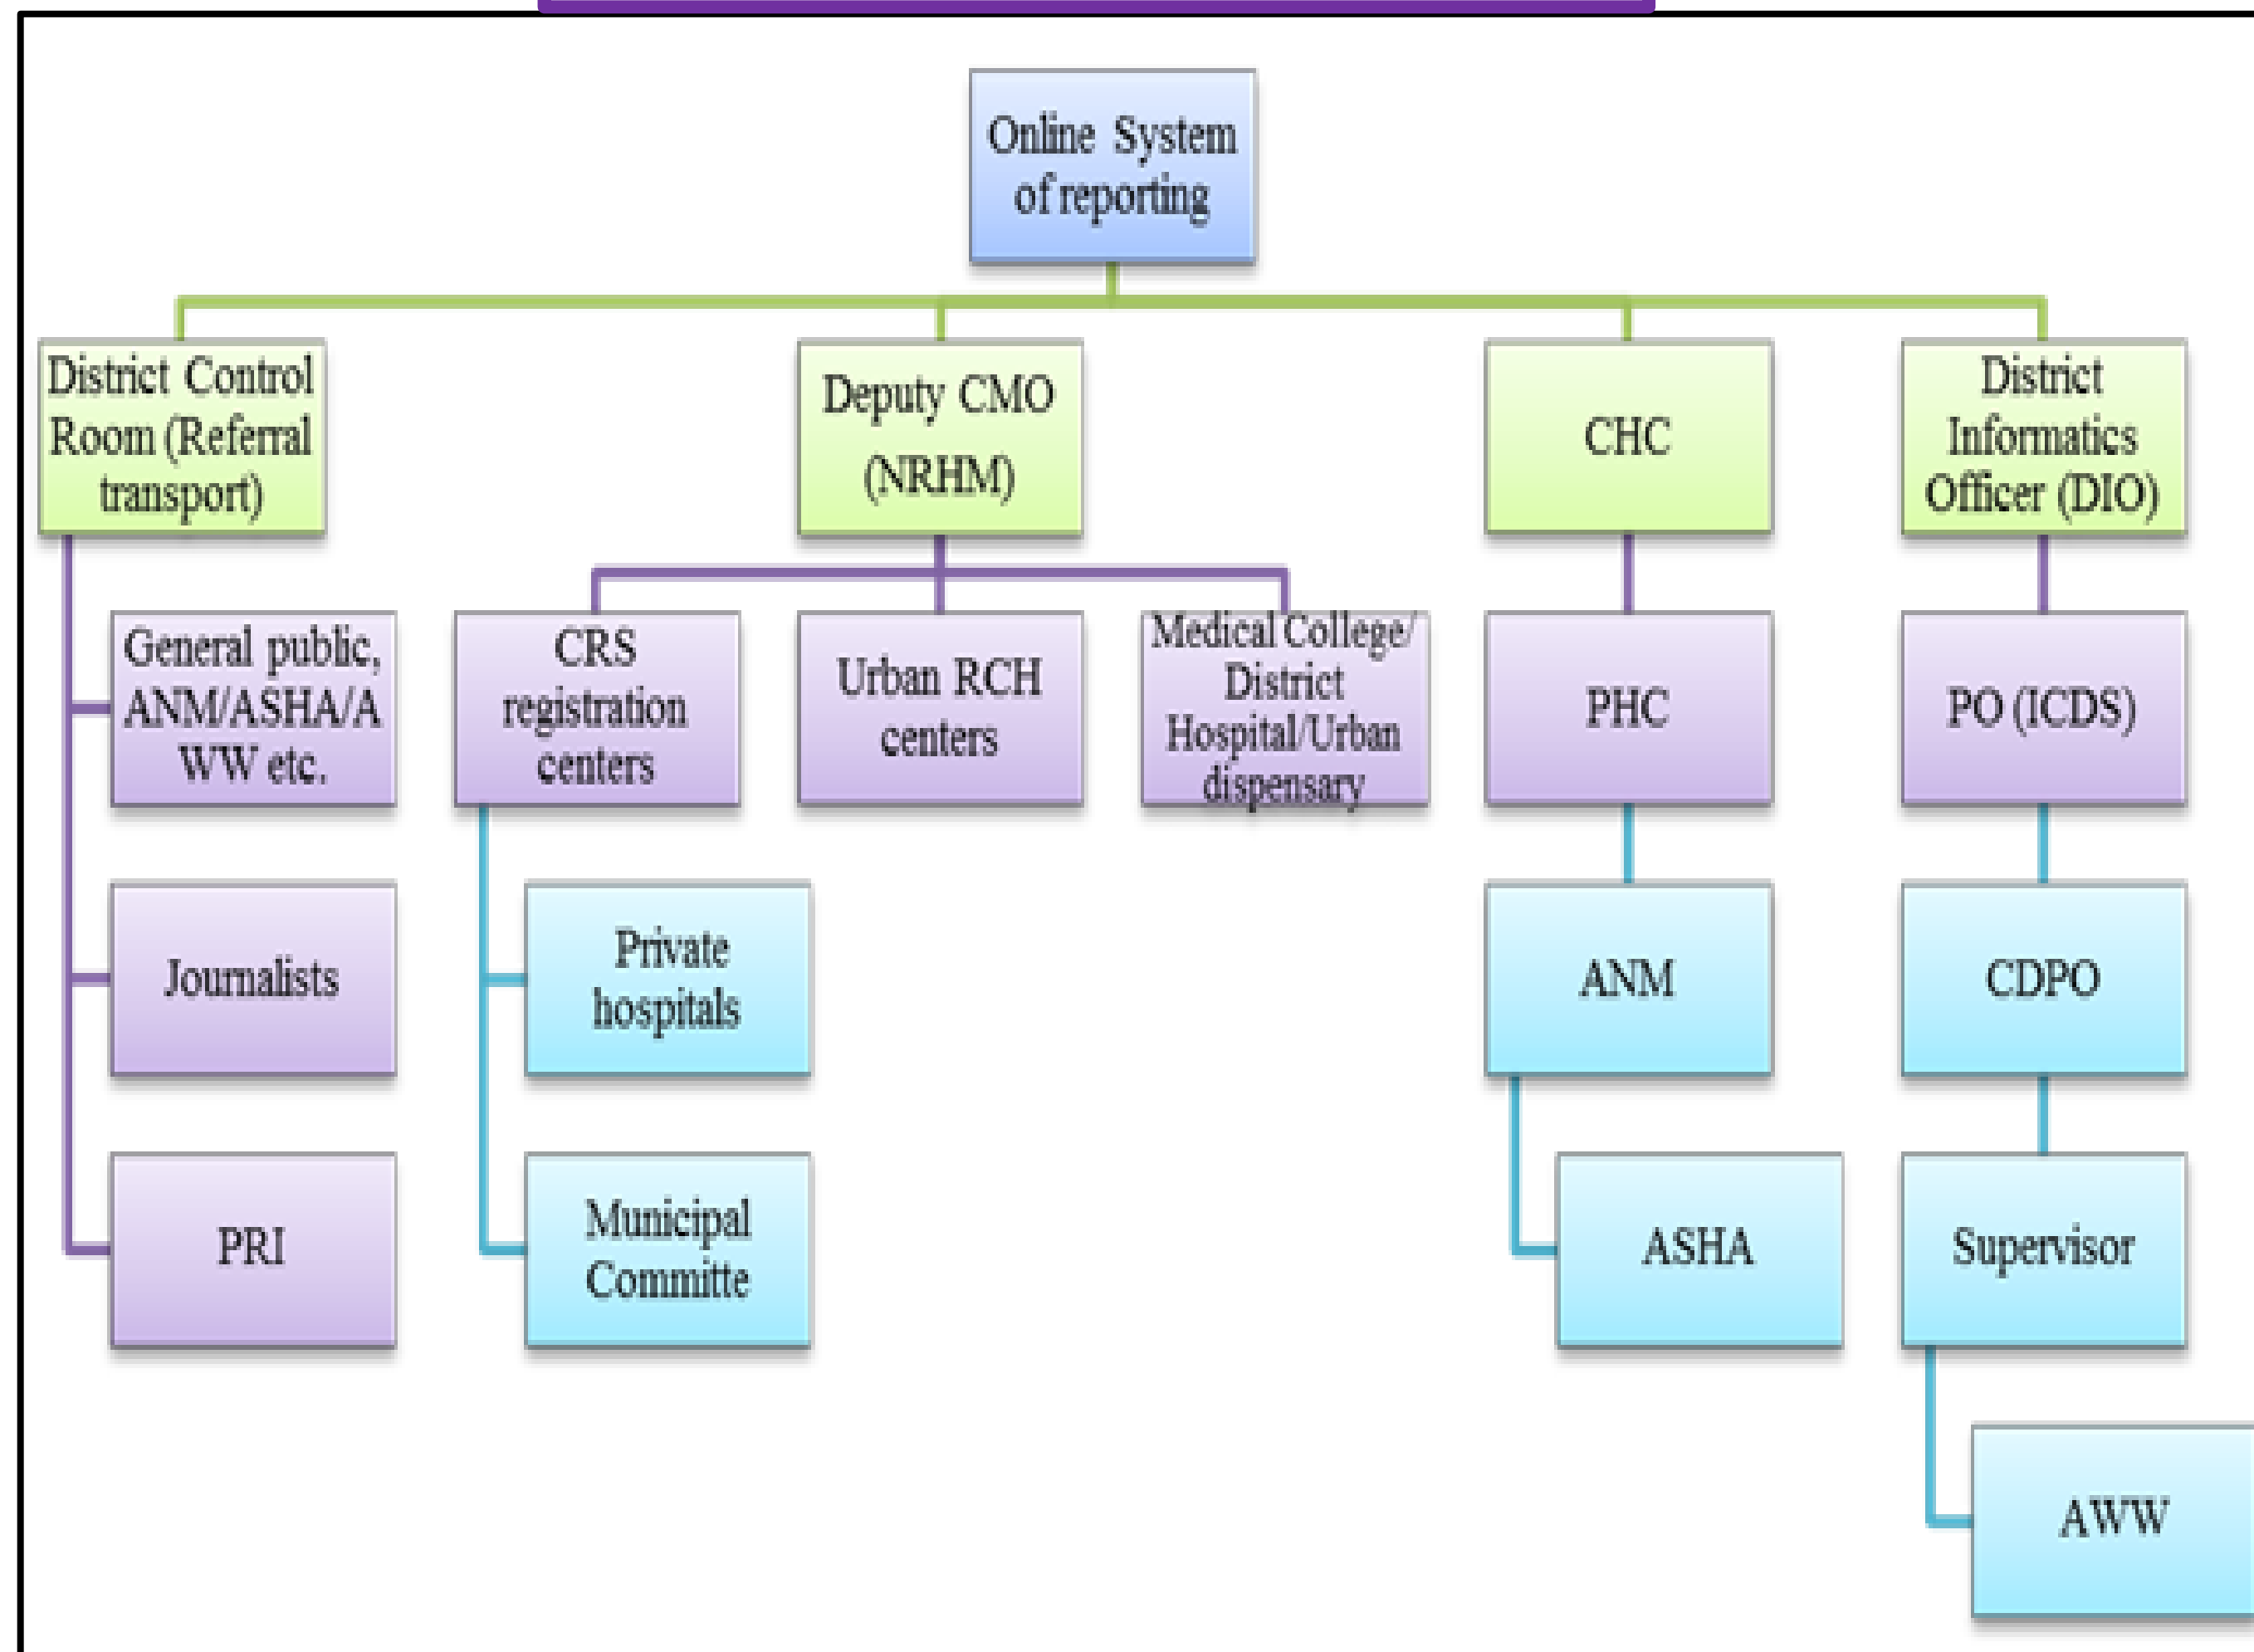 Online System
of reporting
District Control
Room (Referral
transport)
Deputy CMO
(NRHM)
CHC
District
Informatics
Officer (DIO)
General public,
ANM/ASHA/A
WW etc.
CRS
registration
centers
Urban RCH
centers
Medical College/
District
Hospital/Urban
dispensary
PHC
PO (ICDS)
Journalists
Private
hospitals
ANM
CDPO
PRI
Municipal
Committe
ASHA
Supervisor
AWW